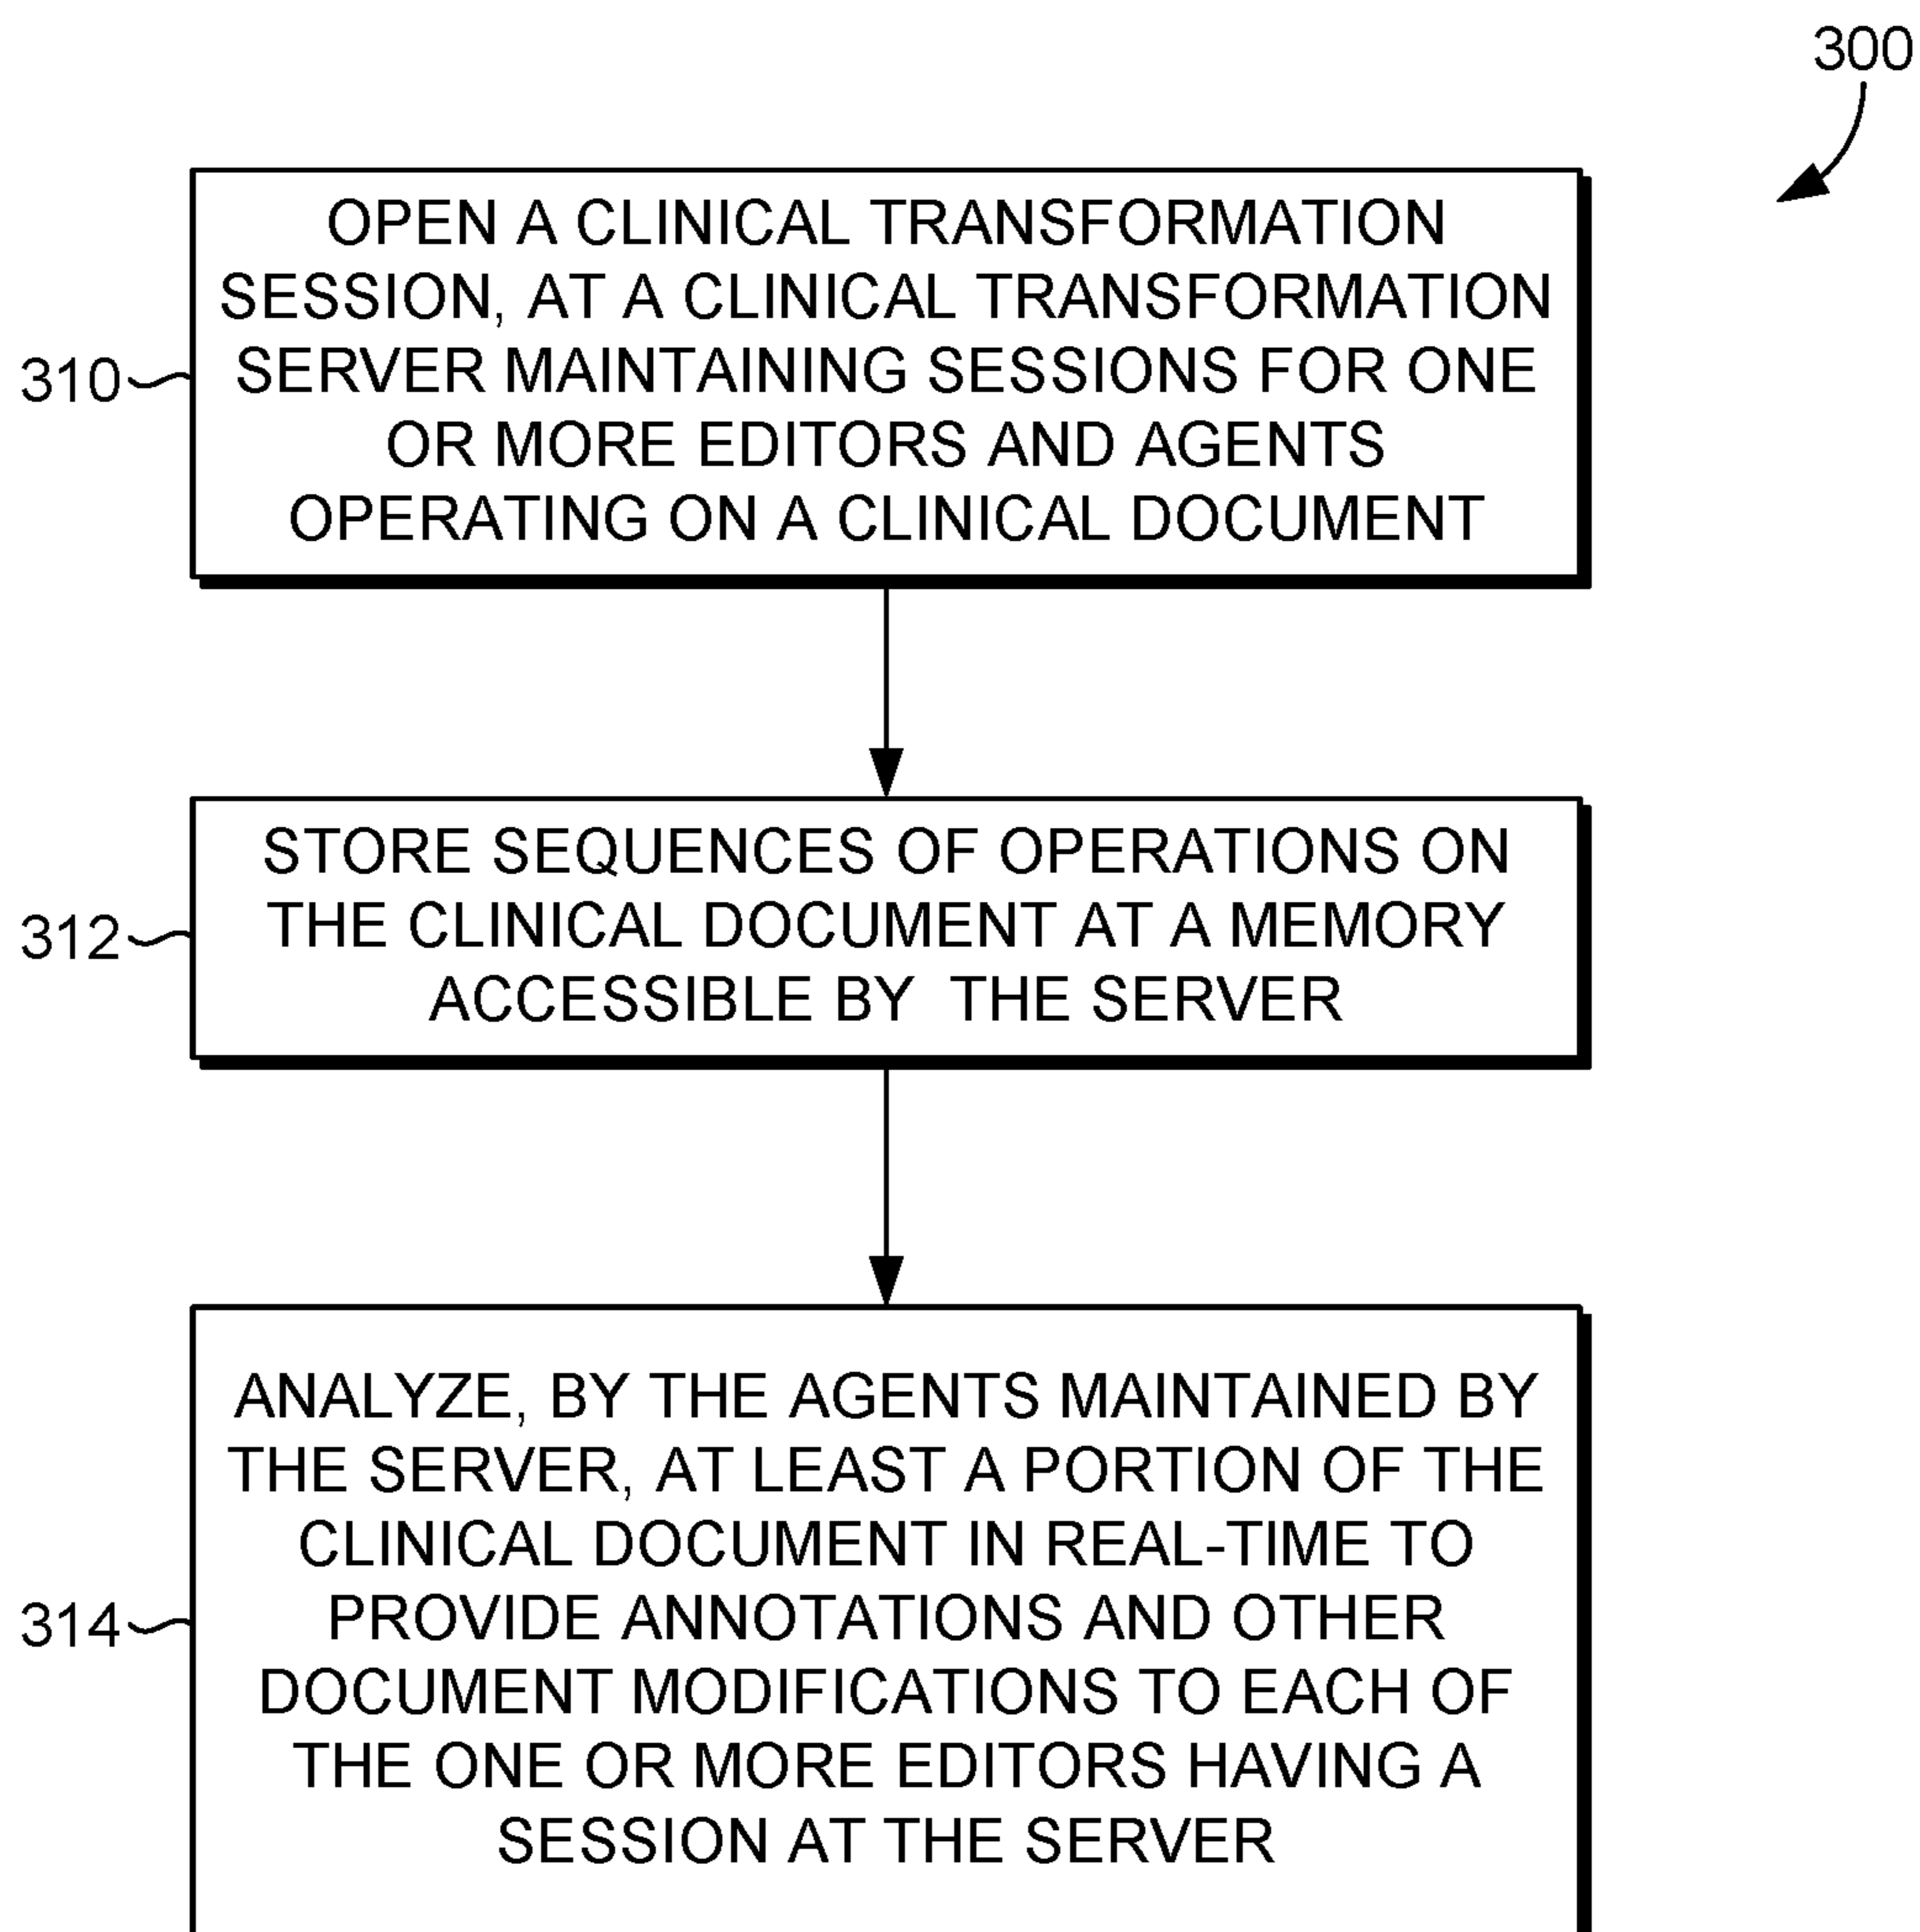 300
OPEN A CLINICAL TRANSFORMATION
SESSION, AT A CLINICAL TRANSFORMATION
SERVER MAINTAINING SESSIONS FOR ONE
OR MORE EDITORS AND AGENTS
OPERATING ON A CLINICAL DOCUMENT
310
STORE SEQUENCES OF OPERATIONS ON
THE CLINICAL DOCUMENT AT A MEMORY
ACCESSIBLE BY  THE SERVER
312
ANALYZE, BY THE AGENTS MAINTAINED BY
THE SERVER, AT LEAST A PORTION OF THE
CLINICAL DOCUMENT IN REAL-TIME TO
PROVIDE ANNOTATIONS AND OTHER
DOCUMENT MODIFICATIONS TO EACH OF
THE ONE OR MORE EDITORS HAVING A
SESSION AT THE SERVER
314